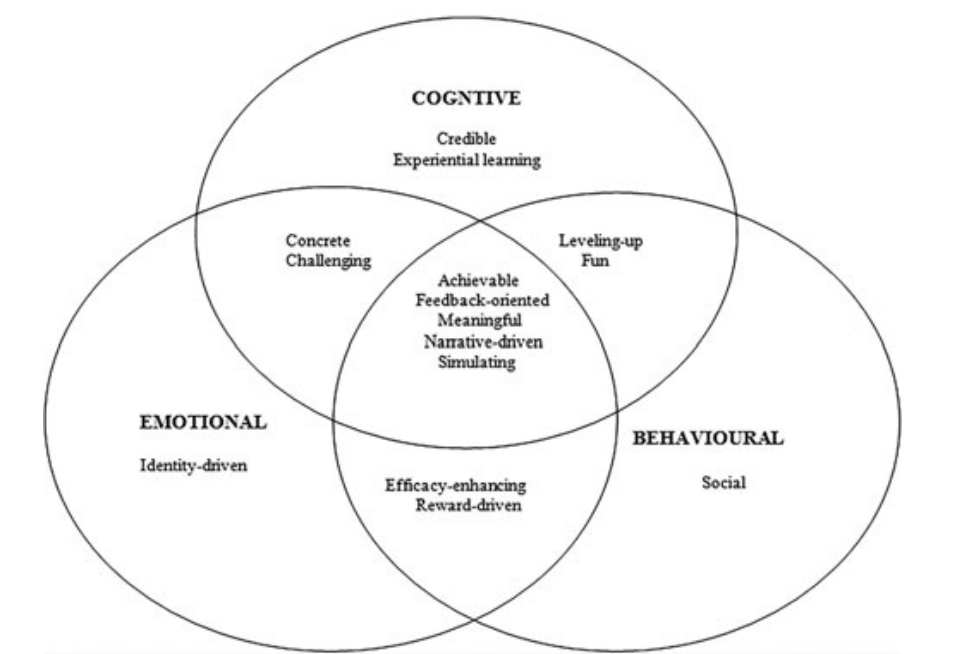 COGNTIVE
Credible
Experiential learning
Concrete
Challenging
Leveling-up
Fun
Achievable
Feedback-oriented
Meaningful
Narrative-driven
Simulating
EMOTIONAL
Identity-driven
BEHAVIOURAL
Social
Efficacy-enhancing
Reward-driven